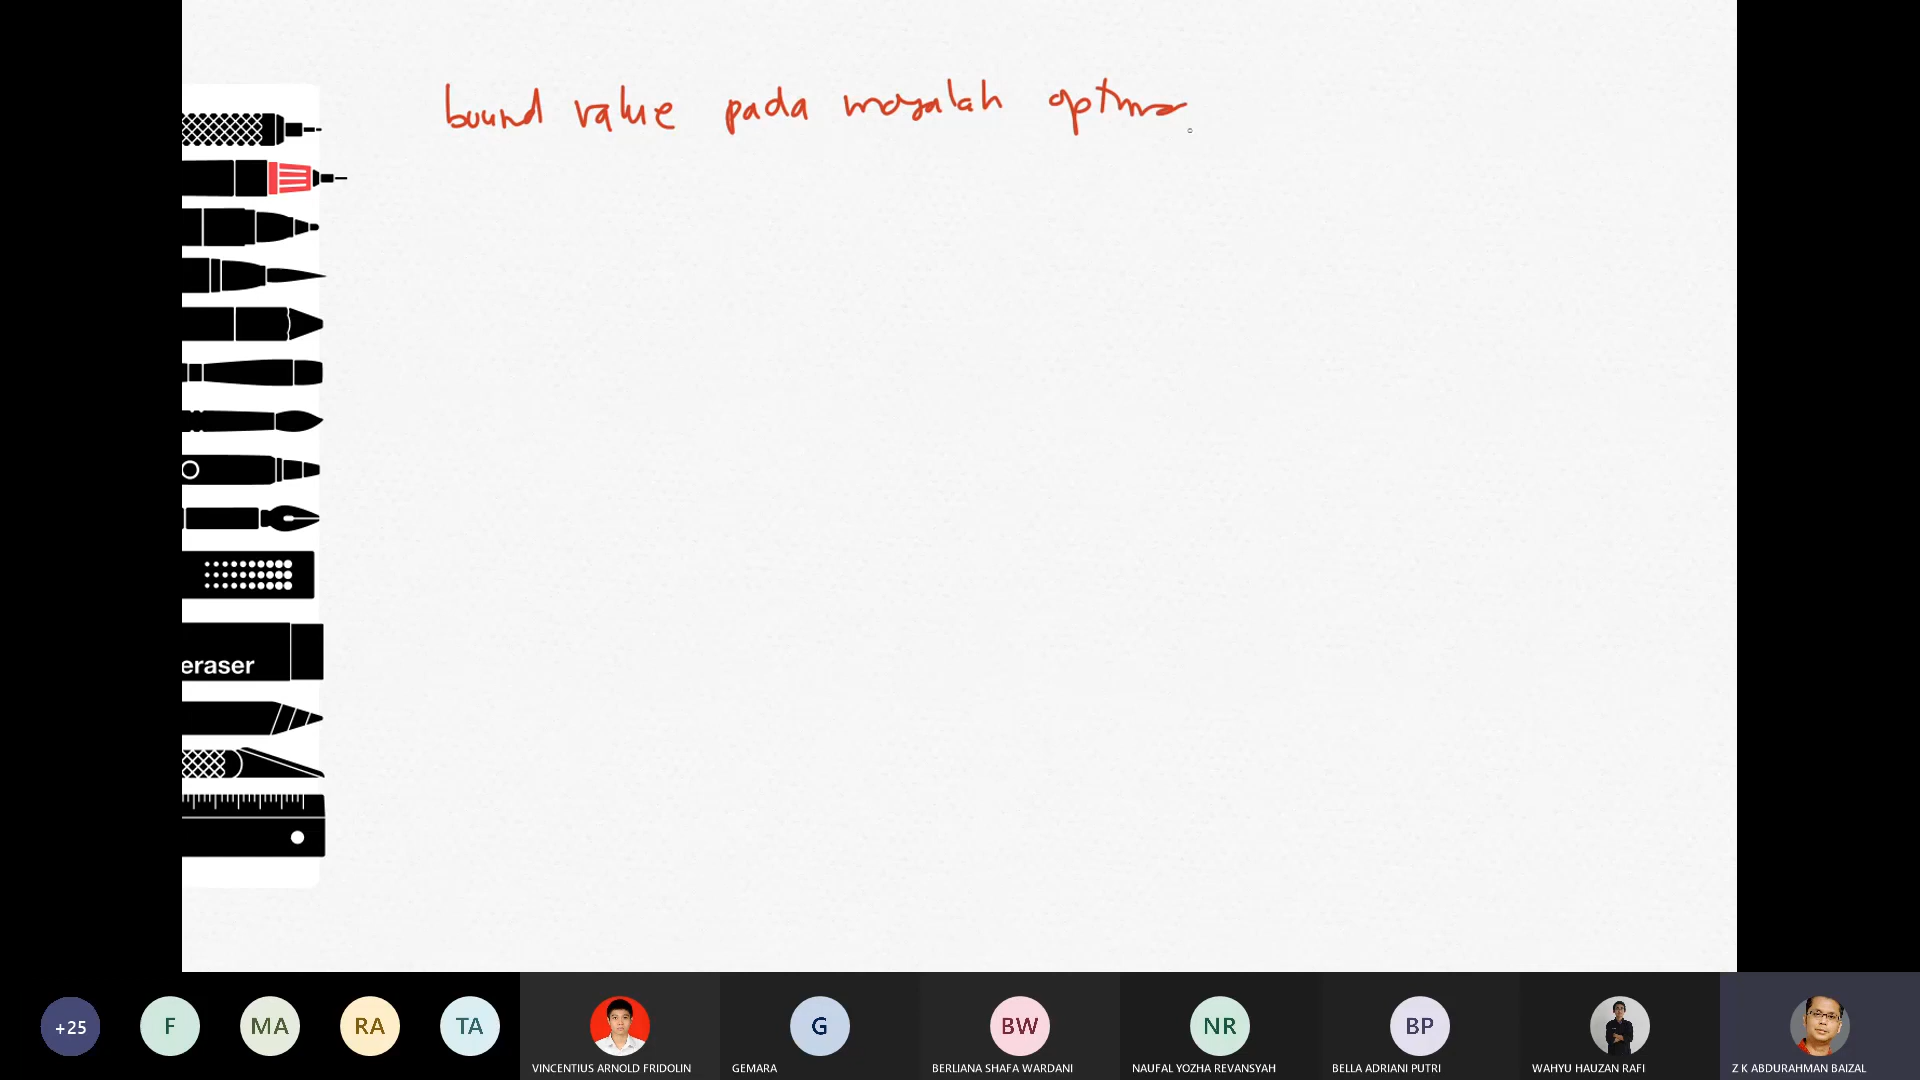 bound value pada masalah optima
eraser
+25
F
MA
RA
TA
G
BW
NR
BP
VINCENTIUS ARNOLD FRIDOLIN
GEMARA
BERLIANA SHAFA WARDANI
NAUFAL YOZHA REVANSYAH
BELLA ADRIANI PUTRI
WAHYU HAUZAN RAFI
Z K ABDURAHMAN BAIZAL